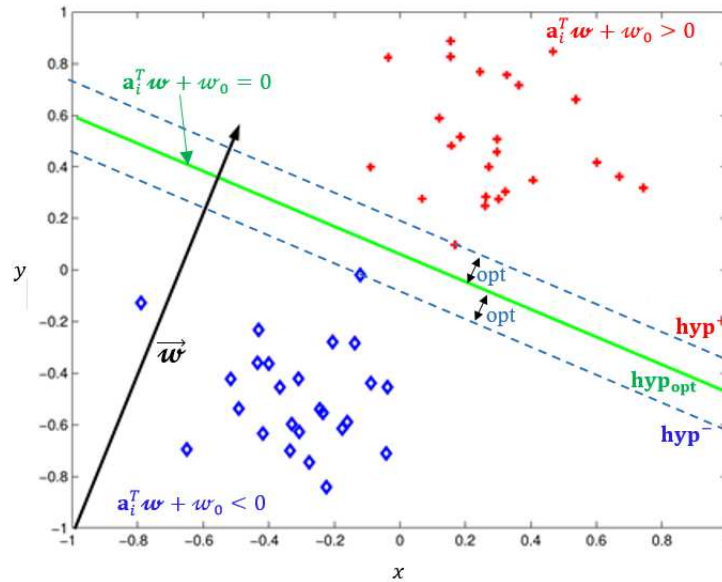 1
0.8
0.6
0.4
0.2
0
−0.2
−0.4
−0.6
−0.8
−1
y
𝐚ᵢᵀ𝔀 + 𝓌₀ > 0
𝐚ᵢᵀ𝔀 + 𝓌₀ = 0
opt
opt
hyp⁺
𝔀
hyp_opt
hyp⁻
𝐚ᵢᵀ𝔀 + 𝓌₀ < 0
−1 −0.8 −0.6 −0.4 −0.2 0 0.2 0.4 0.6 0.8
x